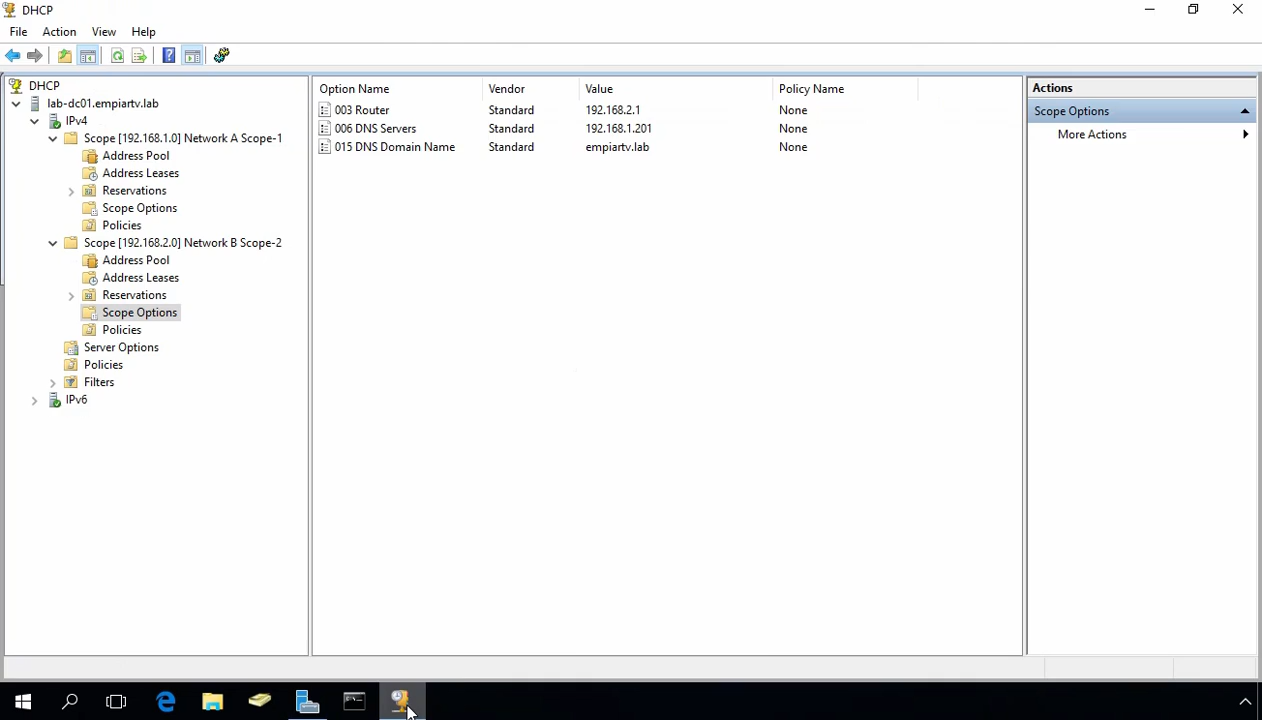 DHCP
File Action View Help
DHCP
lab-dc01.empiartv.lab
IPv4
Scope [192.168.1.0] Network A Scope-1
Address Pool
Address Leases
Reservations
Scope Options
Policies
Scope [192.168.2.0] Network B Scope-2
Address Pool
Address Leases
Reservations
Scope Options
Policies
Server Options
Policies
Filters
IPv6
Option Name Vendor Value Policy Name
003 Router Standard 192.168.2.1 None
006 DNS Servers Standard 192.168.1.201 None
015 DNS Domain Name Standard empiartv.lab None
Actions
Scope Options
More Actions